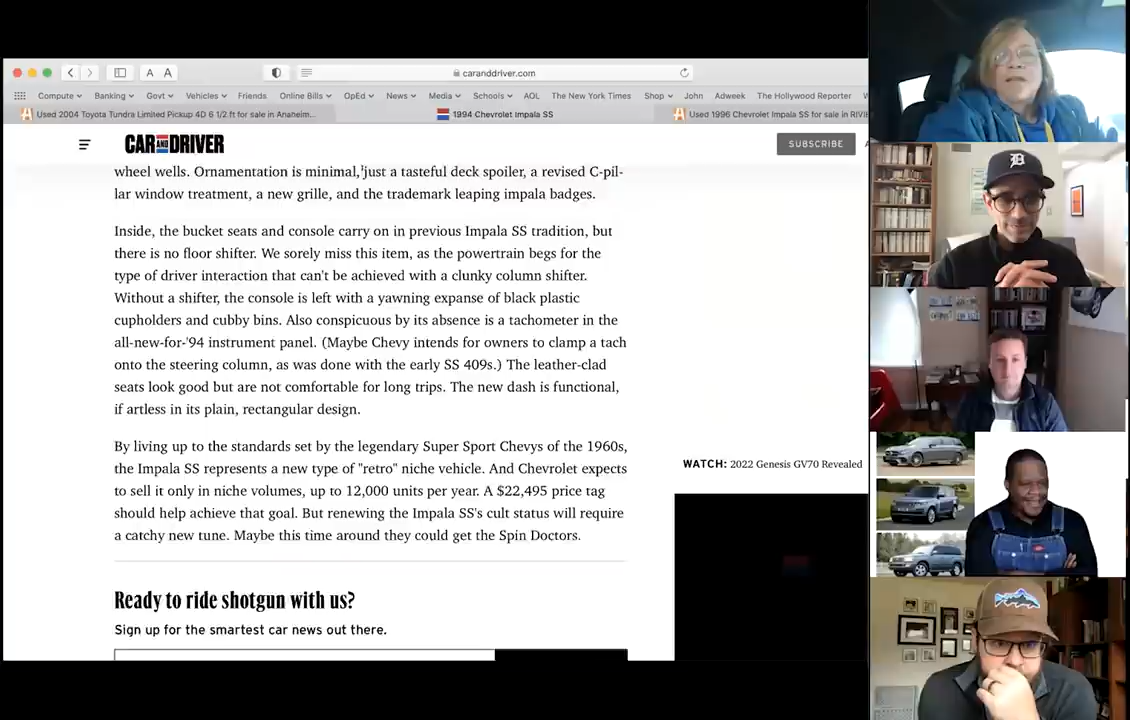 caranddriver.com
Compute Banking Govt Vehicles Friends Online Bills OpEd News Media Schools AOL The New York Times Shop John Adweek The Hollywood Reporter
Used 2004 Toyota Tundra Limited Pickup 4D 6 1/2 ft for sale in Anaheim...
1994 Chevrolet Impala SS
Used 1996 Chevrolet Impala SS for sale in RIVI
CAR AND DRIVER
SUBSCRIBE
wheel wells. Ornamentation is minimal, just a tasteful deck spoiler, a revised C-pil-
lar window treatment, a new grille, and the trademark leaping impala badges.
Inside, the bucket seats and console carry on in previous Impala SS tradition, but
there is no floor shifter. We sorely miss this item, as the powertrain begs for the
type of driver interaction that can't be achieved with a clunky column shifter.
Without a shifter, the console is left with a yawning expanse of black plastic
cupholders and cubby bins. Also conspicuous by its absence is a tachometer in the
all-new-for-'94 instrument panel. (Maybe Chevy intends for owners to clamp a tach
onto the steering column, as was done with the early SS 409s.) The leather-clad
seats look good but are not comfortable for long trips. The new dash is functional,
if artless in its plain, rectangular design.
By living up to the standards set by the legendary Super Sport Chevys of the 1960s,
the Impala SS represents a new type of "retro" niche vehicle. And Chevrolet expects
to sell it only in niche volumes, up to 12,000 units per year. A $22,495 price tag
should help achieve that goal. But renewing the Impala SS's cult status will require
a catchy new tune. Maybe this time around they could get the Spin Doctors.
WATCH: 2022 Genesis GV70 Revealed
Ready to ride shotgun with us?
Sign up for the smartest car news out there.
A A
D